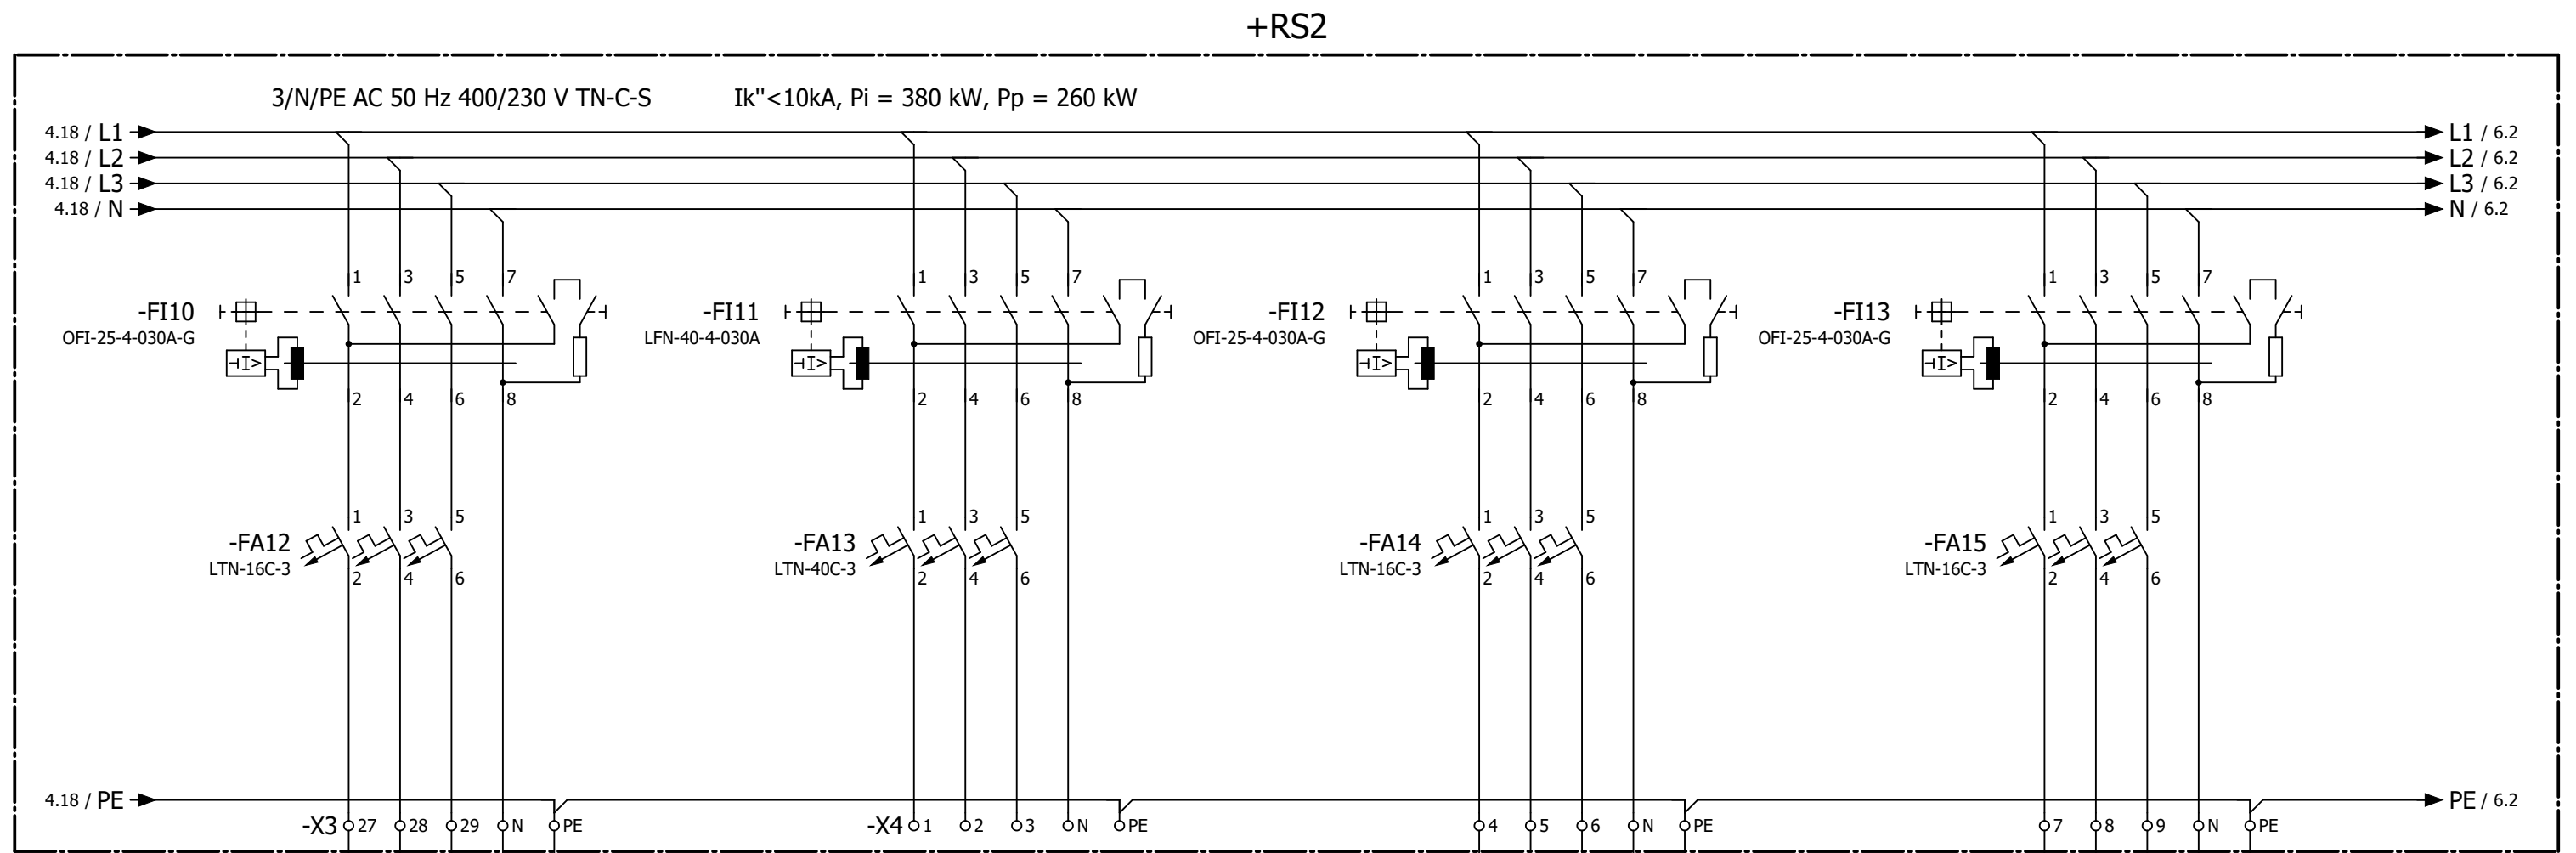 +RS2
3/N/PE AC 50 Hz 400/230 V TN-C-S Ik"<10kA, Pi = 380 kW, Pp = 260 kW
4.18 / L1 L1 / 6.2
4.18 / L2 L2 / 6.2
4.18 / L3 L3 / 6.2
4.18 / N N / 6.2
1 3 5 7 1 3 5 7 1 3 5 7 1 3 5 7
-FI10 -FI11 -FI12 -FI13
OFI-25-4-030A-G LFN-40-4-030A OFI-25-4-030A-G OFI-25-4-030A-G
I> I> I> I>
2 4 6 8 2 4 6 8 2 4 6 8 2 4 6 8
1 3 5 1 3 5 1 3 5 1 3 5
-FA12 -FA13 -FA14 -FA15
LTN-16C-3 LTN-40C-3 LTN-16C-3 LTN-16C-3
2 4 6 2 4 6 2 4 6 2 4 6
4.18 / PE PE / 6.2
-X3 27 28 29 N PE -X4 1 2 3 N PE 4 5 6 N PE 7 8 9 N PE